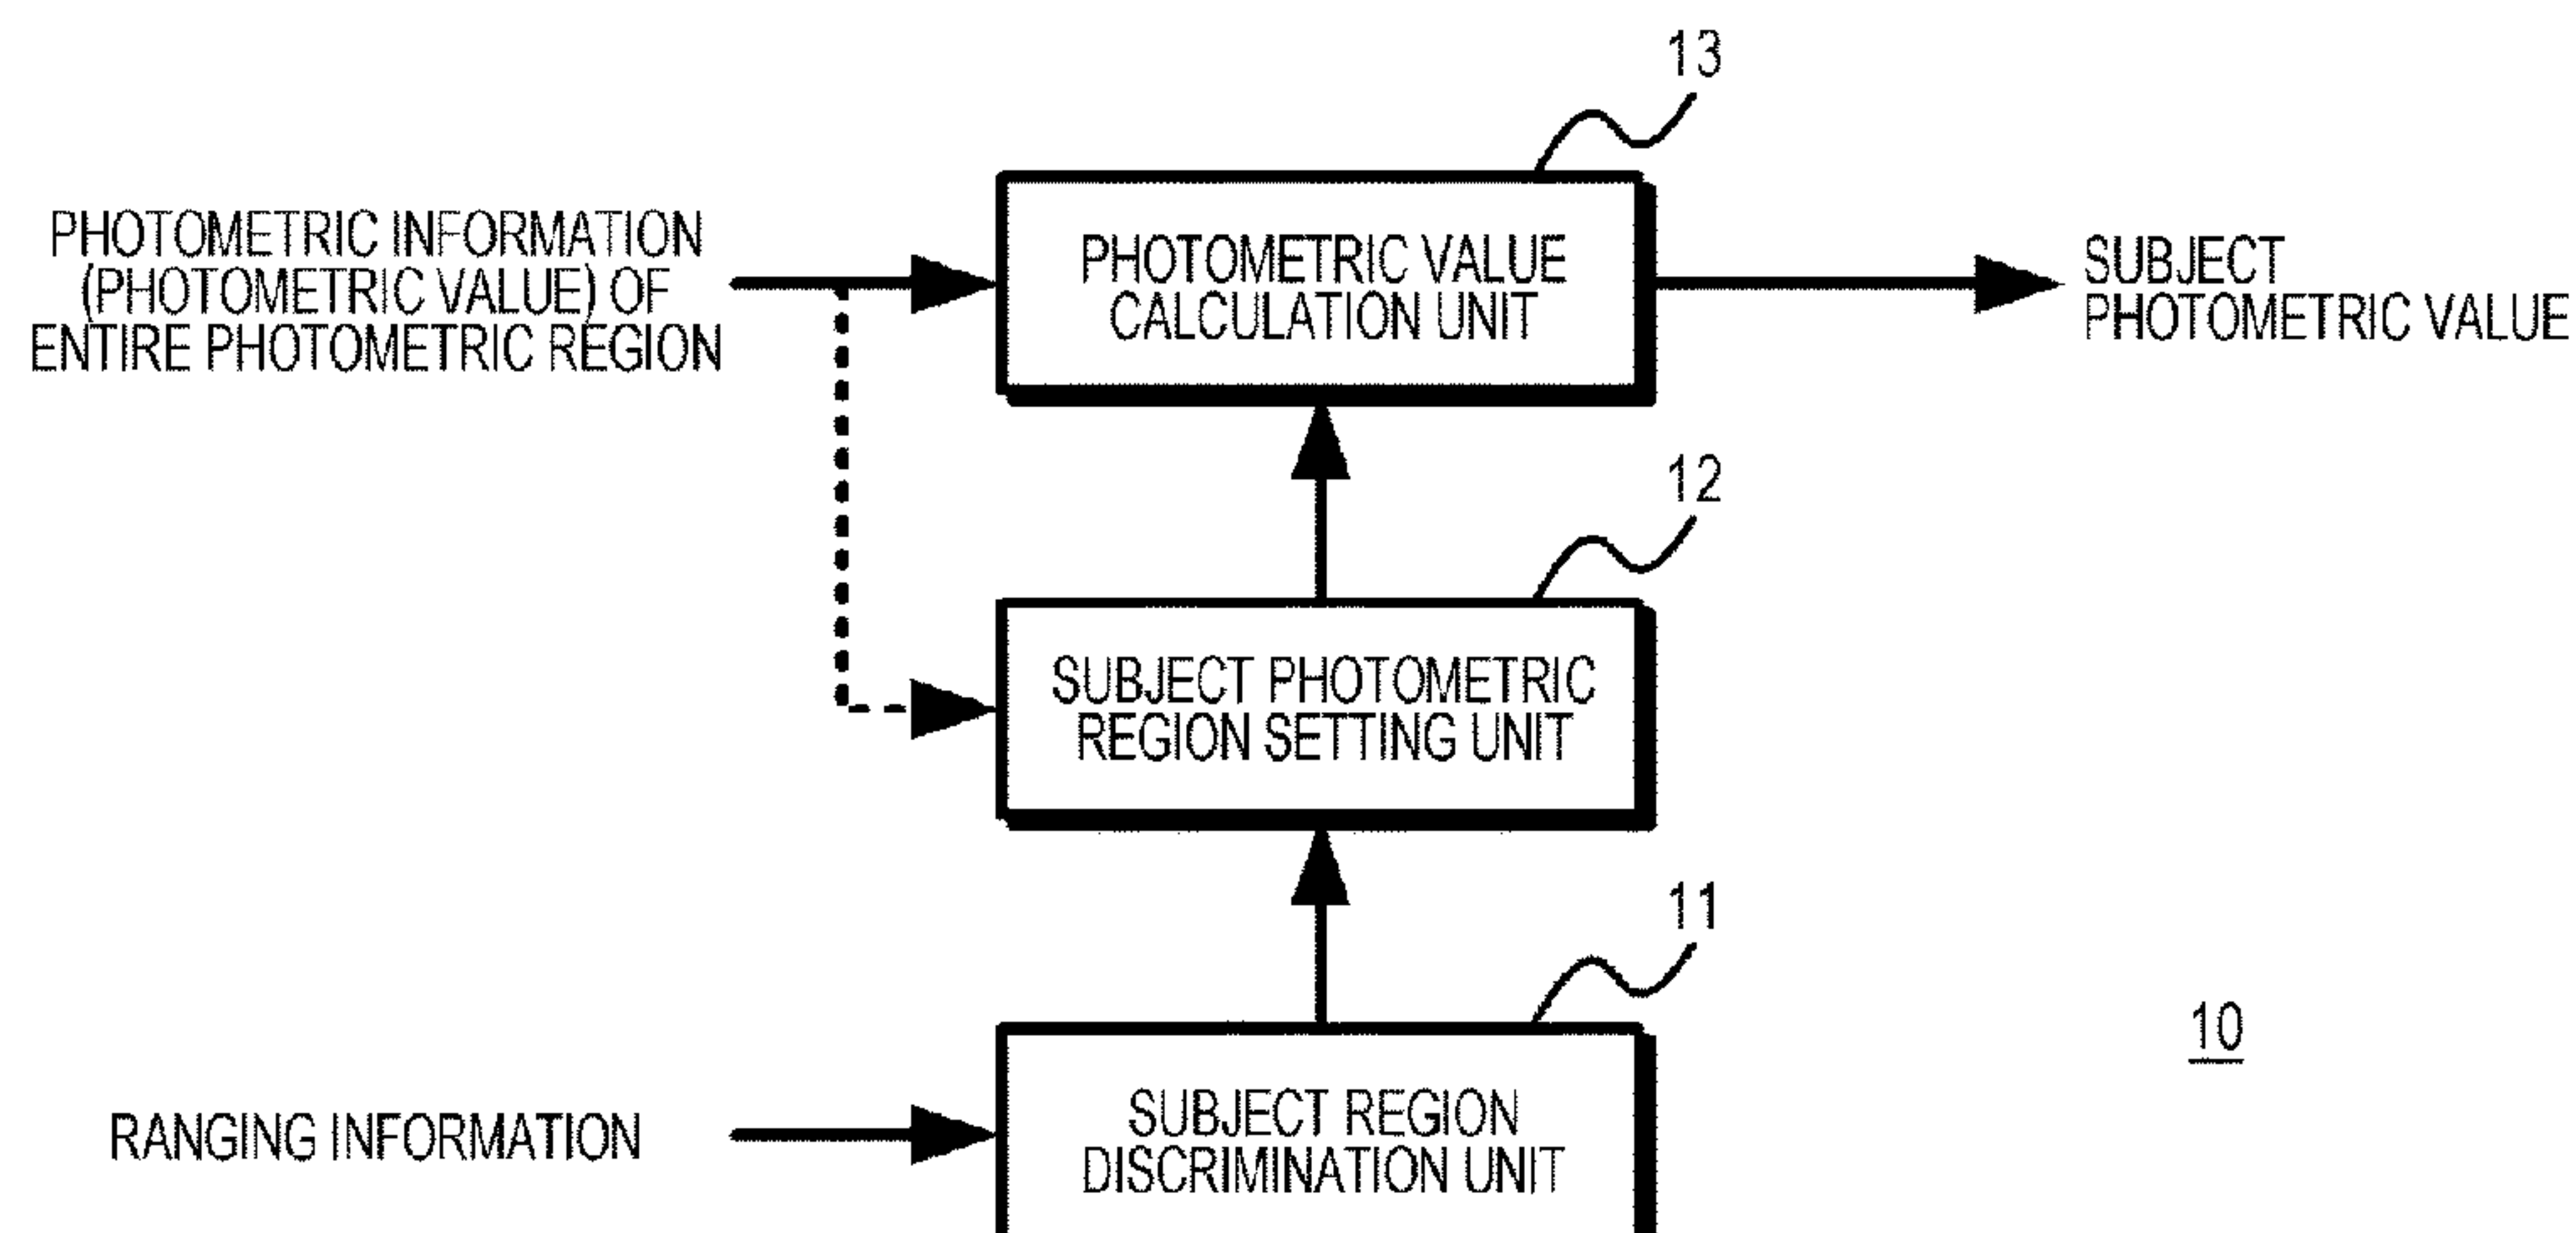 13
PHOTOMETRIC INFORMATION
(PHOTOMETRIC VALUE) OF
ENTIRE PHOTOMETRIC REGION
PHOTOMETRIC VALUE
CALCULATION UNIT
SUBJECT
PHOTOMETRIC VALUE
12
SUBJECT PHOTOMETRIC
REGION SETTING UNIT
11
10
RANGING INFORMATION
SUBJECT REGION
DISCRIMINATION UNIT